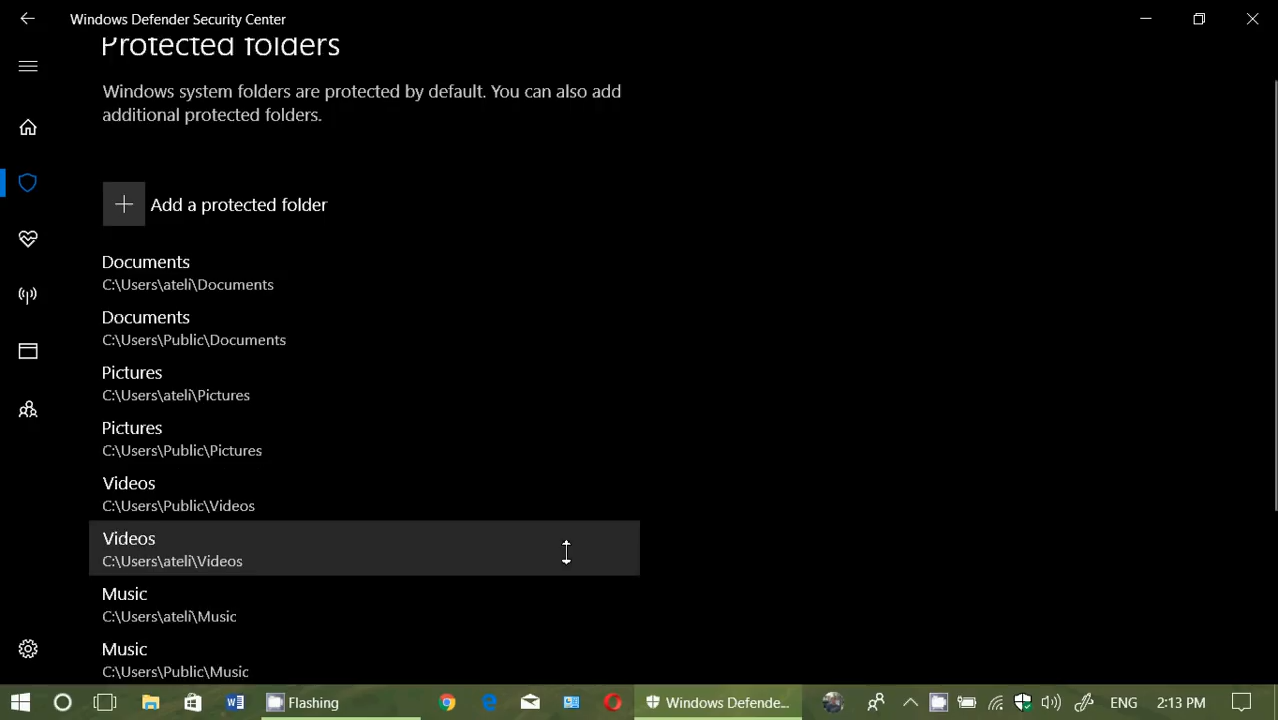 Windows Defender Security Center
Protected folders
Windows system folders are protected by default. You can also add
additional protected folders.
Add a protected folder
Documents
C:\Users\ateli\Documents
Documents
C:\Users\Public\Documents
Pictures
C:\Users\ateli\Pictures
Pictures
C:\Users\Public\Pictures
Videos
C:\Users\Public\Videos
Videos
C:\Users\ateli\Videos
Music
C:\Users\ateli\Music
Music
C:\Users\Public\Music
Flashing
Windows Defende...
ENG
2:13 PM